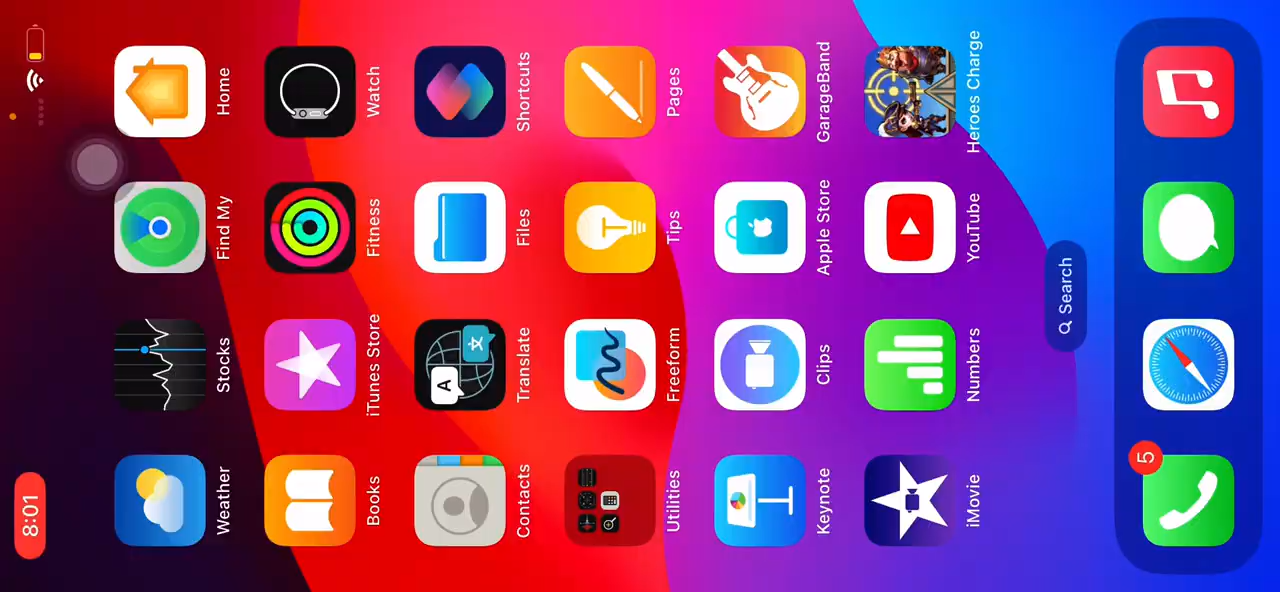 8:01
Weather
Stocks
Find My
Home
Books
iTunes Store
Fitness
Watch
A
文
Contacts
Translate
Files
Shortcuts
Utilities
Freeform
Tips
Pages
Keynote
Clips
Apple Store
GarageBand
iMovie
Numbers
YouTube
Heroes Charge
Search
5